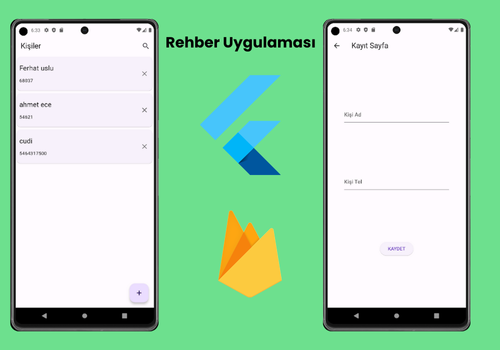 6:33
Kişiler
Ferhat uslu
68037
ahmet ece
54621
cudi
5464317500
+
Rehber Uygulaması
6:34
Kayıt Sayfa
Kişi Ad
Kişi Tel
KAYDET